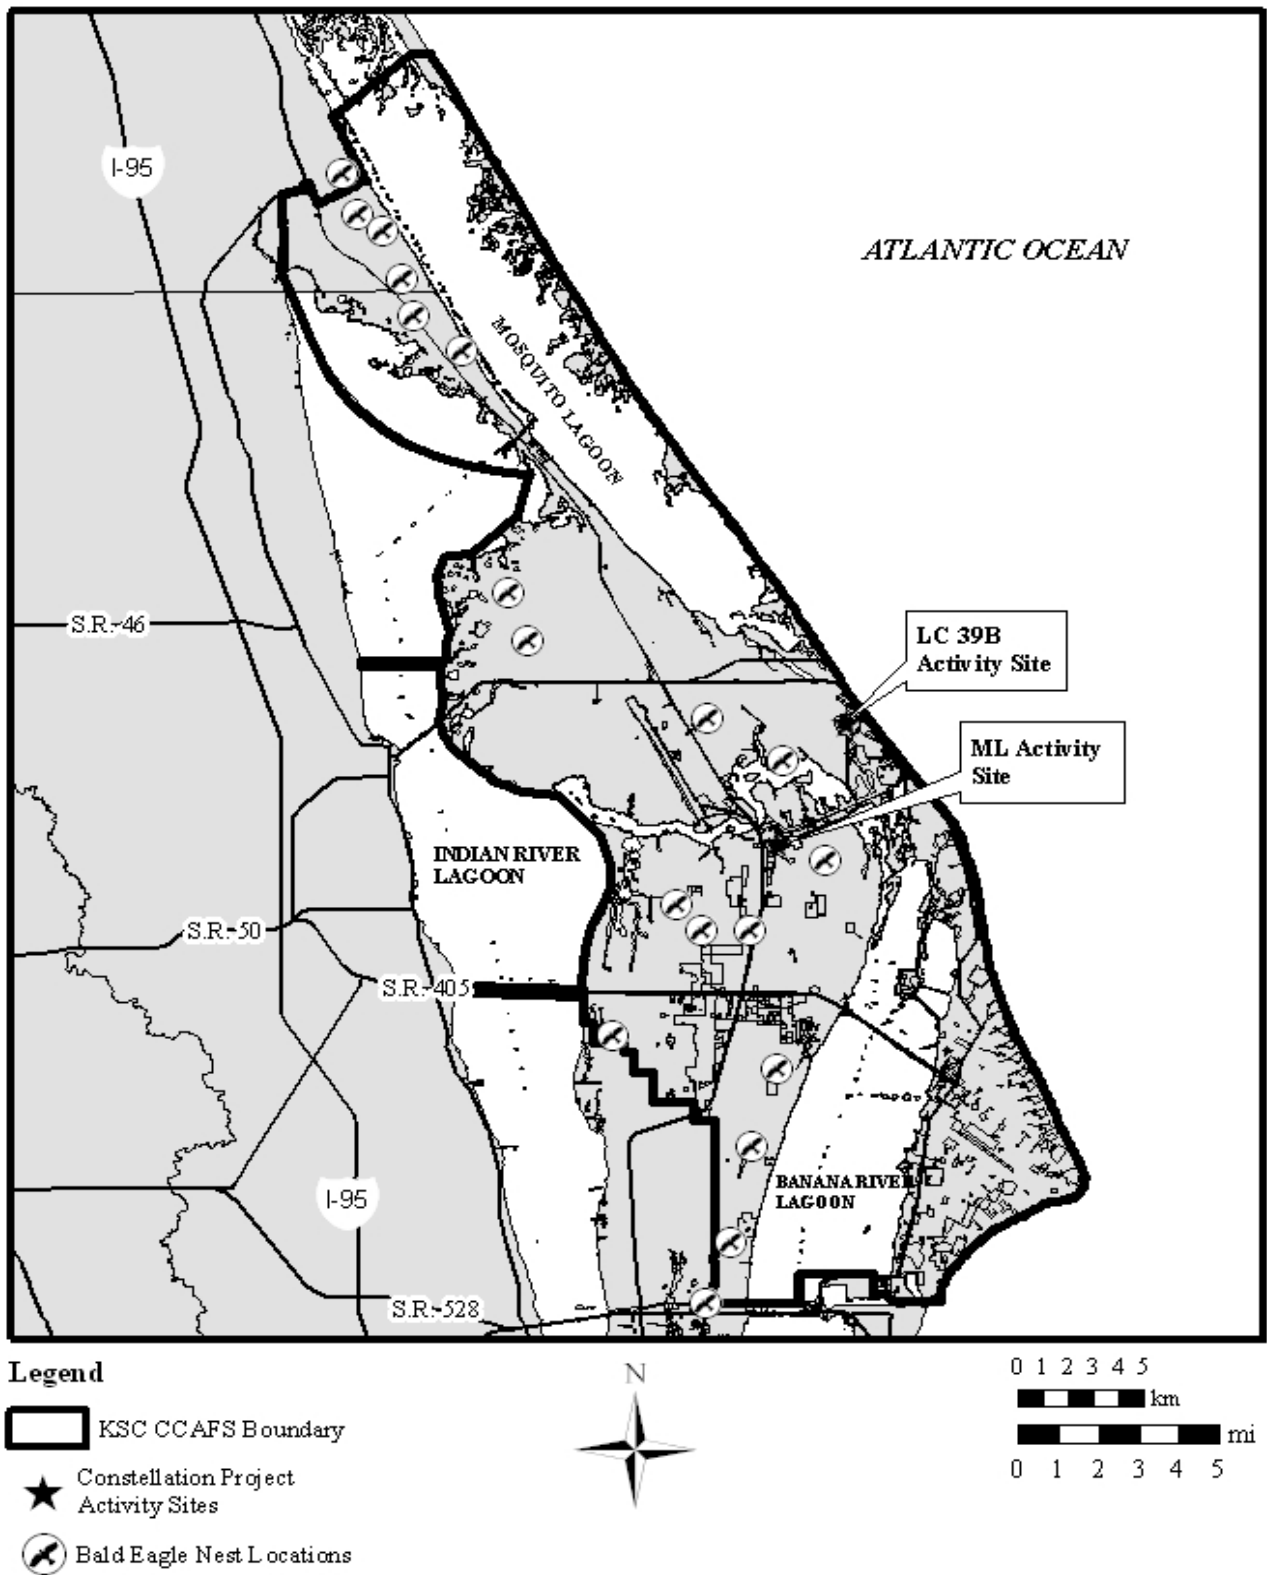 I-95
ATLANTIC OCEAN
MOSQUITO LAGOON
S.R.-46
LC 39B
Activity Site
ML Activity
Site
INDIAN RIVER
LAGOON
S.R.-50
S.R.-405
BANANA RIVER
LAGOON
I-95
S.R.-528
Legend
KSC CCAFS Boundary
Constellation Project
Activity Sites
Bald Eagle Nest Locations
N
0 1 2 3 4 5
km
mi
0 1 2 3 4 5